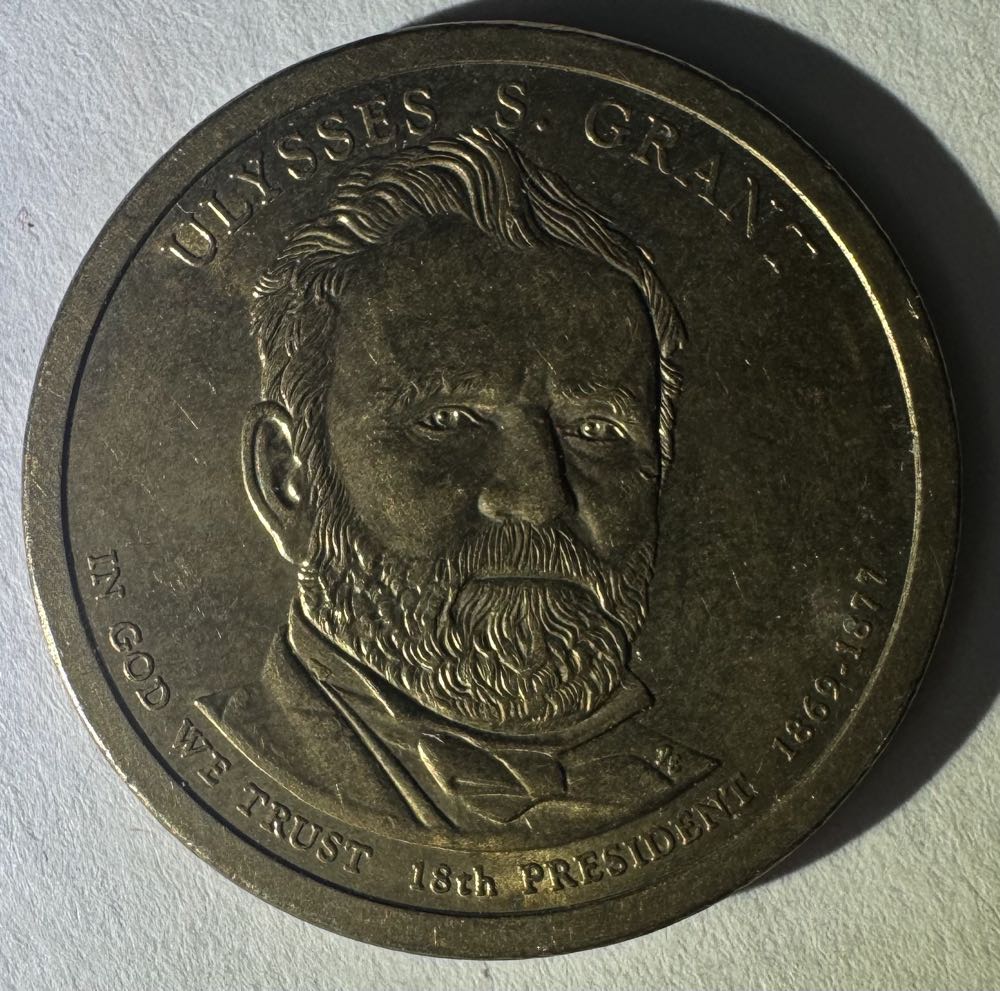 ULYSSES S. GRANT
IN GOD WE TRUST 18th PRESIDENT 1869-1877